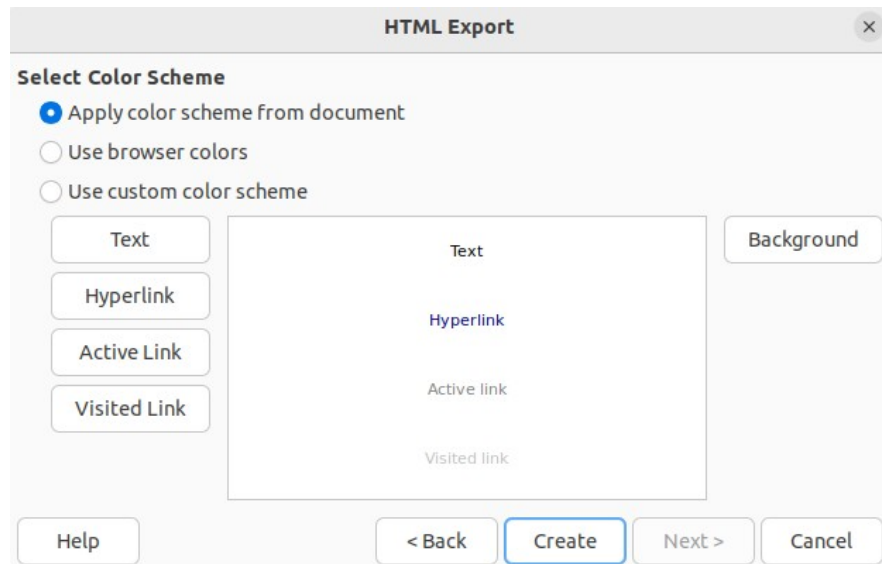 HTML Export
Select Color Scheme
Apply color scheme from document
Use browser colors
Use custom color scheme
Text
Hyperlink
Active Link
Visited Link
Text
Hyperlink
Active link
Visited link
Background
Help
< Back
Create
Next >
Cancel